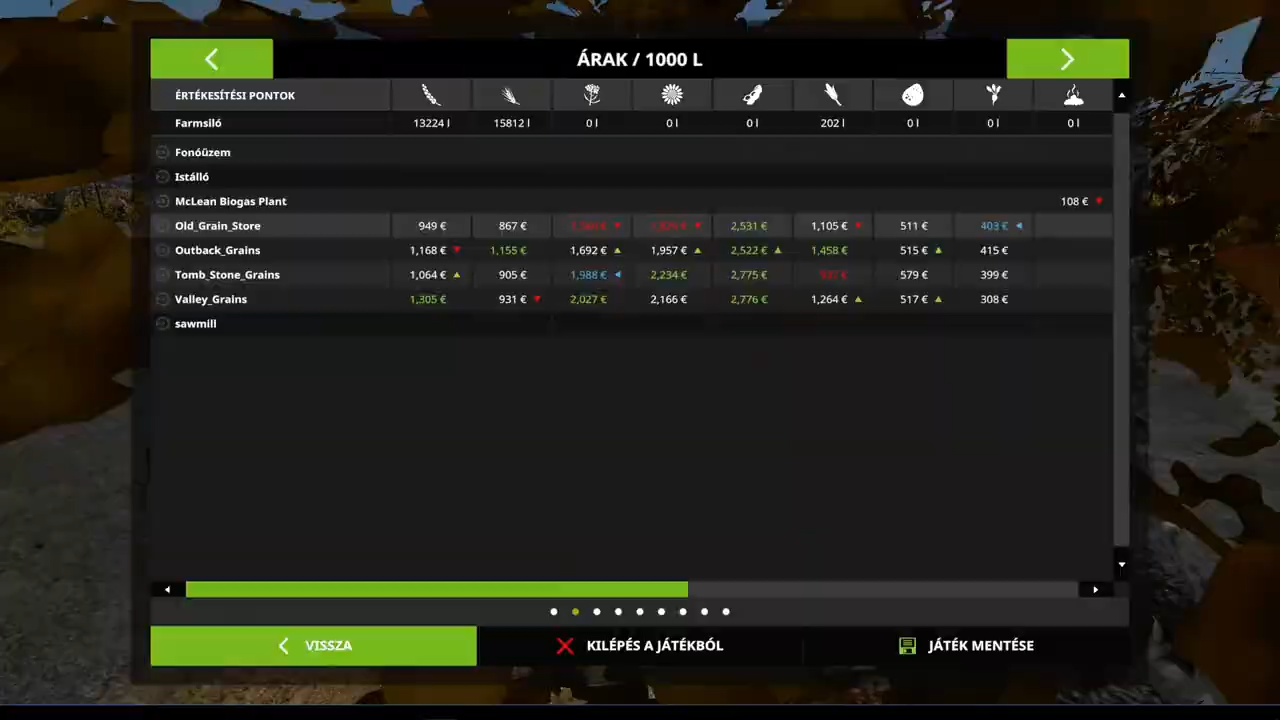 ÁRAK / 1000 L
ÉRTÉKESÍTÉSI PONTOK
Farmsiló 13224 l 15812 l 0 l 0 l 0 l 202 l 0 l 0 l 0 l
Fonóüzem
Istálló
McLean Biogas Plant 108 €
Old_Grain_Store 949 € 867 € 2,531 € 1,105 € 511 € 403 €
Outback_Grains 1,168 € 1,155 € 1,692 € 1,957 € 2,522 € 1,458 € 515 € 415 €
Tomb_Stone_Grains 1,064 € 905 € 1,988 € 2,234 € 2,775 € 579 € 399 €
Valley_Grains 1,305 € 931 € 2,027 € 2,166 € 2,776 € 1,264 € 517 € 308 €
sawmill
VISSZA KILÉPÉS A JÁTÉKBÓL JÁTÉK MENTÉSE